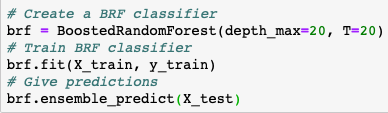 # Create a BRF classifier
brf = BoostedRandomForest(depth_max=20, T=20)
# Train BRF classifier
brf.fit(X_train, y_train)
# Give predictions
brf.ensemble_predict(X_test)